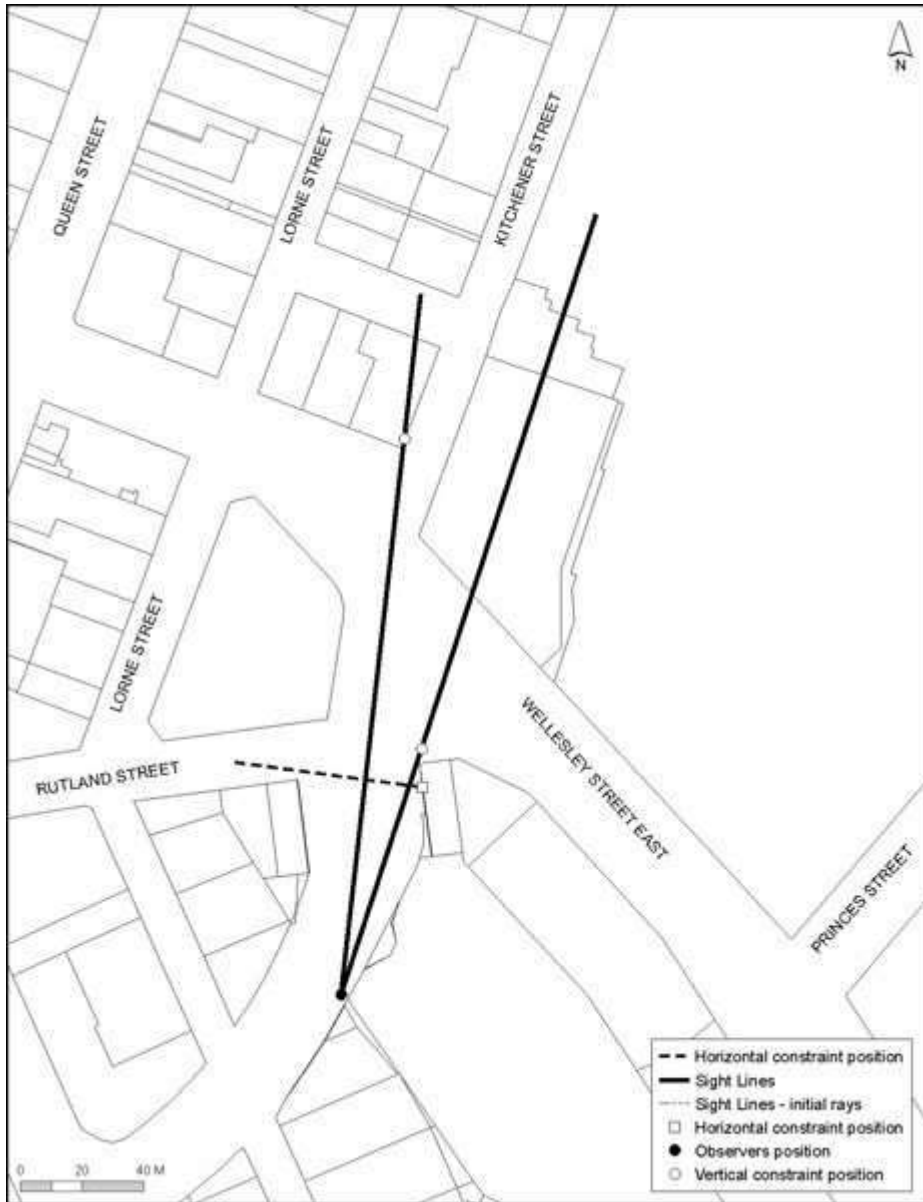 N
QUEEN STREET
LORNE STREET
KITCHENER STREET
LORNE STREET
RUTLAND STREET
WELLESLEY STREET EAST
PRINCES STREET
Horizontal constraint position
Sight Lines
Sight Lines - initial rays
Horizontal constraint position
Observers position
Vertical constraint position
0 20 40 M